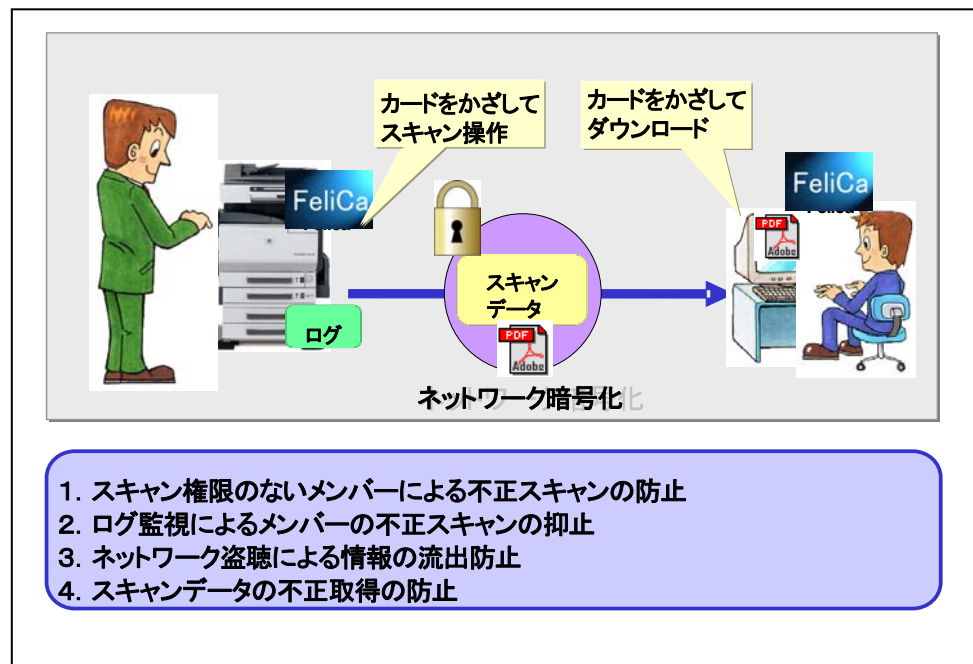 カードをかざして
スキャン操作
カードをかざして
ダウンロード
FeliCa
FeliCa
PDF
Adobe
スキャン
データ
ログ
PDF
Adobe
ネットワーク暗号化
1. スキャン権限のないメンバーによる不正スキャンの防止
2. ログ監視によるメンバーの不正スキャンの抑止
3. ネットワーク盗聴による情報の流出防止
4. スキャンデータの不正取得の防止